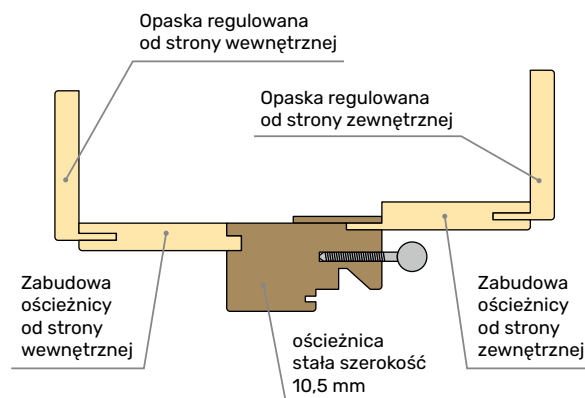 Opaska regulowana
od strony wewnętrznej
Opaska regulowana
od strony zewnętrznej
Zabudowa
ościeżnicy
od strony
wewnętrznej
ościeżnica
stała szerokość
10,5 mm
Zabudowa
ościeżnicy
od strony
zewnętrznej